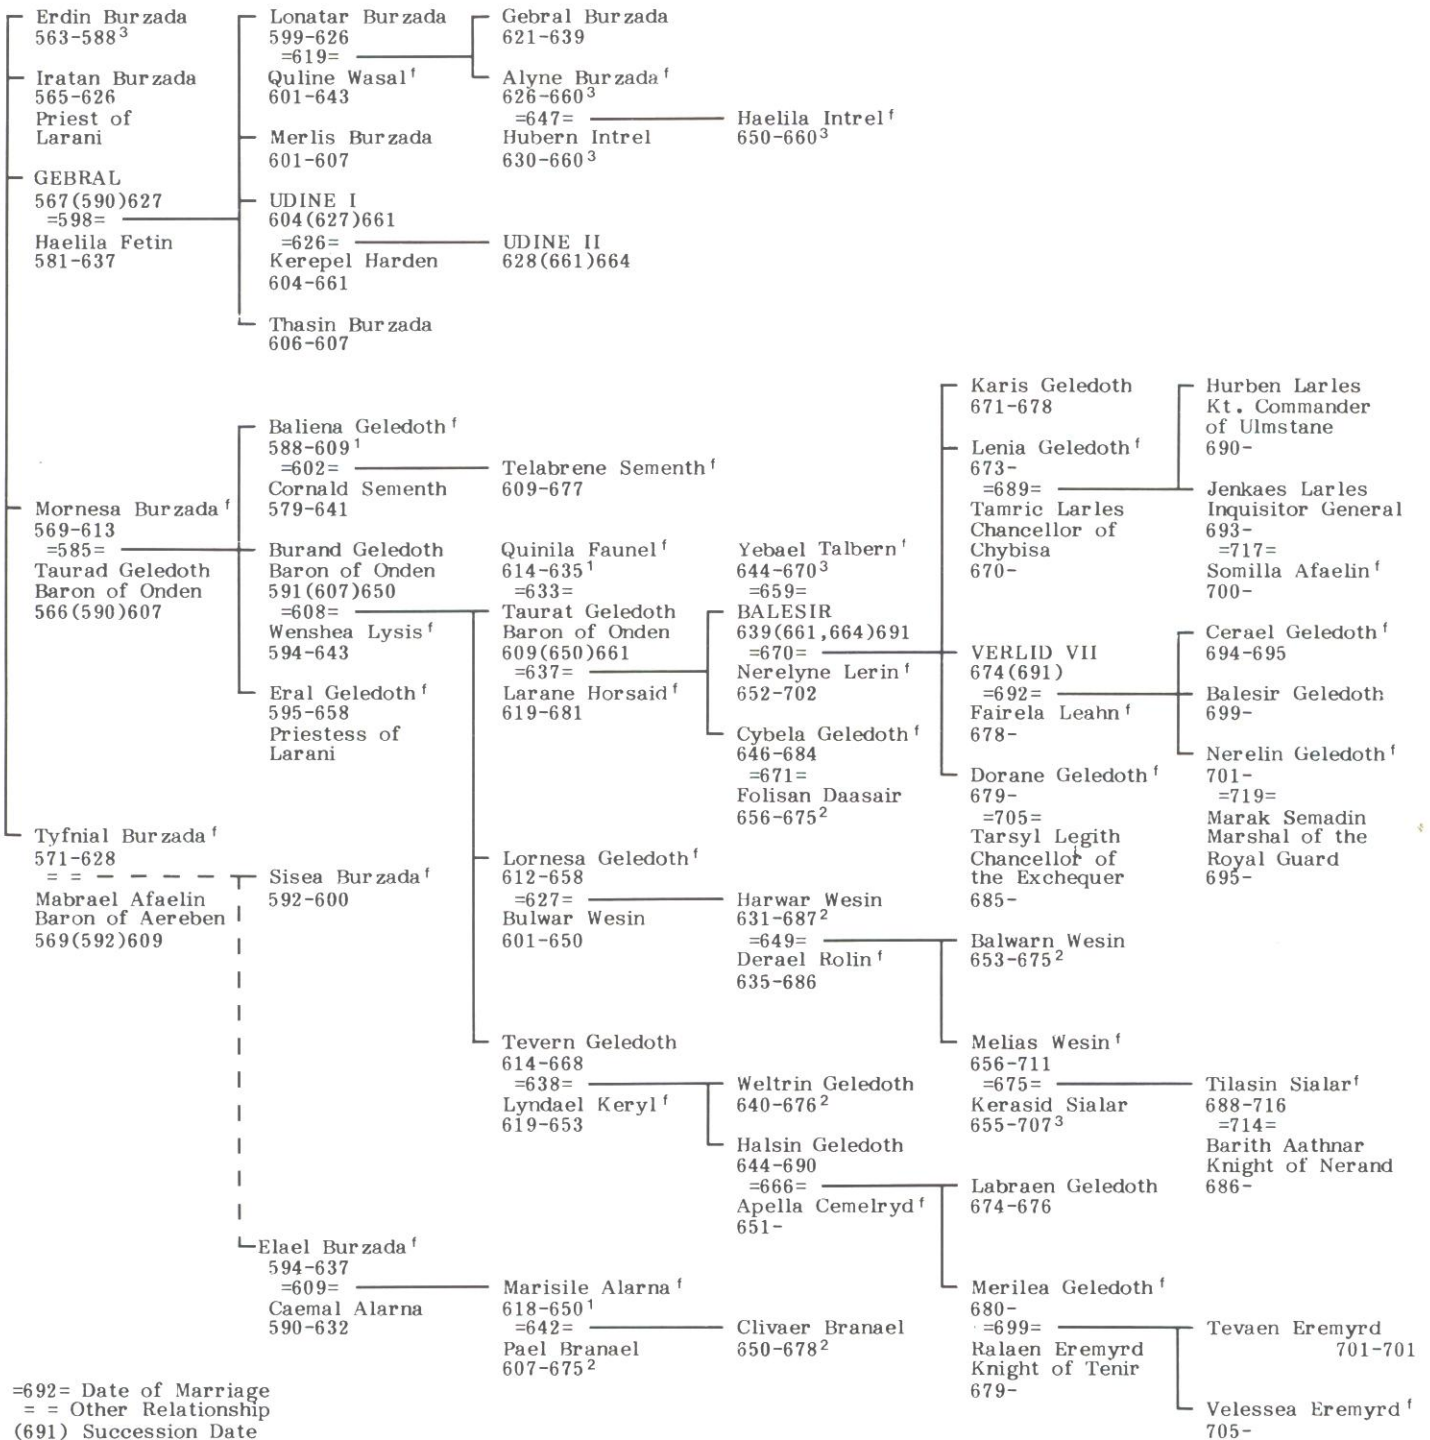 Erdin Burzada
563-588³
Iratan Burzada
565-626
Priest of
Larani
GEBRAL
567(590)627
=598=
Haelila Fetin
581-637
Mornesa Burzada ᶠ
569-613
=585=
Taurad Geledoth
Baron of Onden
566(590)607
Tyfnial Burzada ᶠ
571-628
= =
Mabrael Afaelin
Baron of Aereben
569(592)609
Lonatar Burzada
599-626
=619=
Quline Wasal ᶠ
601-643
Merlis Burzada
601-607
UDINE I
604(627)661
=626=
Kerepel Harden
604-661
Thasin Burzada
606-607
Baliena Geledoth ᶠ
588-609¹
=602=
Cornald Sementh
579-641
Burand Geledoth
Baron of Onden
591(607)650
=608=
Wenshea Lysis ᶠ
594-643
Eral Geledoth ᶠ
595-658
Priestess of
Larani
Sisea Burzada ᶠ
592-600
Elael Burzada ᶠ
594-637
=609=
Caemal Alarna
590-632
Gebral Burzada
621-639
Alyne Burzada ᶠ
626-660³
=647=
Hubern Intrel
630-660³
UDINE II
628(661)664
Telabrene Sementh ᶠ
609-677
Quinila Faunel ᶠ
614-635¹
=633=
Taurat Geledoth
Baron of Onden
609(650)661
=637=
Larane Horsaid ᶠ
619-681
Lornesa Geledoth ᶠ
612-658
=627=
Bulwar Wesin
601-650
Tevern Geledoth
614-668
=638=
Lyndael Keryl ᶠ
619-653
Marisile Alarna ᶠ
618-650¹
=642=
Pael Branael
607-675²
Haelila Intrel ᶠ
650-660³
Yebael Talbern ᶠ
644-670³
=659=
BALESIR
639(661,664)691
=670=
Nerelyne Lerin ᶠ
652-702
Cybela Geledoth ᶠ
646-684
=671=
Folisan Daasair
656-675²
Harwar Wesin
631-687²
=649=
Derael Rolin ᶠ
635-686
Weltrin Geledoth
640-676²
Halsin Geledoth
644-690
=666=
Apella Cemelryd ᶠ
651-
Clivaer Branael
650-678²
Karis Geledoth
671-678
Lenia Geledoth ᶠ
673-
=689=
Tamric Larles
Chancellor of
Chybisa
670-
VERLID VII
674(691)
=692=
Fairela Leahn ᶠ
678-
Dorane Geledoth ᶠ
679-
=705=
Tarsyl Legith
Chancellor of
the Exchequer
685-
Balwarn Wesin
653-675²
Melias Wesin ᶠ
656-711
=675=
Kerasid Sialar
655-707³
Labraen Geledoth
674-676
Merilea Geledoth ᶠ
680-
=699=
Ralaen Eremyrd
Knight of Tenir
679-
Hurben Larles
Kt. Commander
of Ulmstane
690-
Jenkaes Larles
Inquisitor General
693-
=717=
Somilla Afaelin ᶠ
700-
Cerael Geledoth ᶠ
694-695
Balesir Geledoth
699-
Nerelin Geledoth ᶠ
701-
=719=
Marak Semadin
Marshal of the
Royal Guard
695-
Tilasin Sialar ᶠ
688-716
=714=
Barith Aathnar
Knight of Nerand
686-
Tevaen Eremyrd
701-701
Velessea Eremyrd ᶠ
705-
=692= Date of Marriage
= = Other Relationship
(691) Succession Date